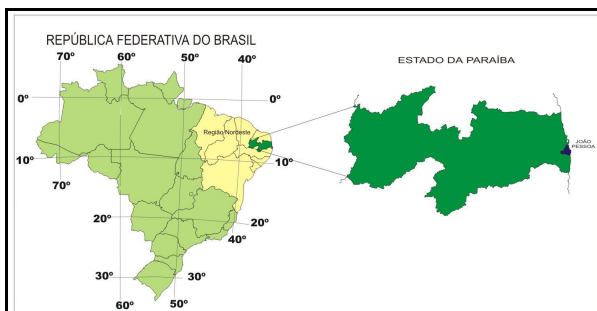 REPÚBLICA FEDERATIVA DO BRASIL
70º 60º 50º 40º
ESTADO DA PARAÍBA
0º 0º
Região Nordeste
JOÃO
PESSOA
10º 10º
70º
20º 20º
40º
30º 30º
60º 50º